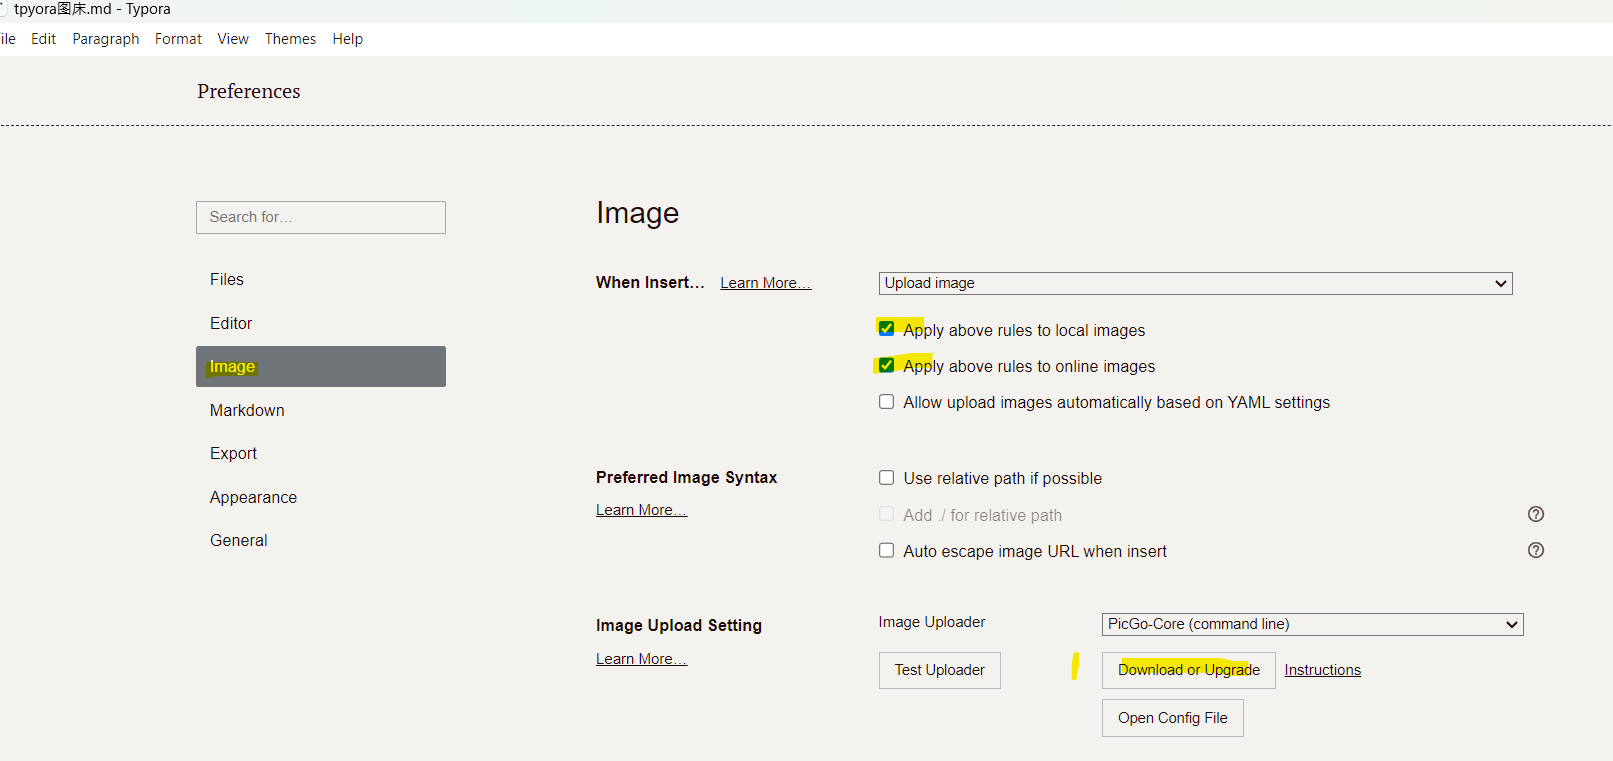 tpyora图床.md - Typora
ile Edit Paragraph Format View Themes Help
Preferences
Search for...
Files
Editor
Image
Markdown
Export
Appearance
General
Image
When Insert... Learn More... Upload image
Apply above rules to local images
Apply above rules to online images
Allow upload images automatically based on YAML settings
Preferred Image Syntax
Learn More...
Use relative path if possible
Add ./ for relative path
Auto escape image URL when insert
Image Upload Setting
Learn More...
Image Uploader PicGo-Core (command line)
Test Uploader Download or Upgrade Instructions
Open Config File